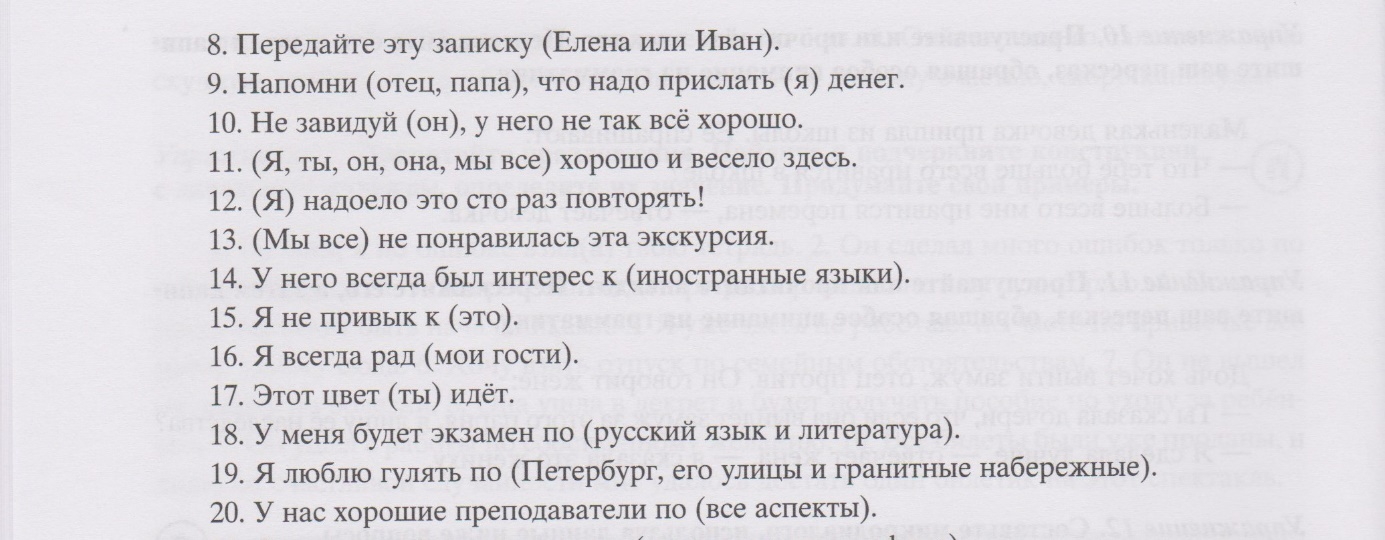 8. Передайте эту записку (Елена или Иван).
9. Напомни (отец, папа), что надо прислать (я) денег.
10. Не завидуй (он), у него не так всё хорошо.
11. (Я, ты, он, она, мы все) хорошо и весело здесь.
12. (Я) надоело это сто раз повторять!
13. (Мы все) не понравилась эта экскурсия.
14. У него всегда был интерес к (иностранные языки).
15. Я не привык к (это).
16. Я всегда рад (мои гости).
17. Этот цвет (ты) идёт.
18. У меня будет экзамен по (русский язык и литература).
19. Я люблю гулять по (Петербург, его улицы и гранитные набережные).
20. У нас хорошие преподаватели по (все аспекты).